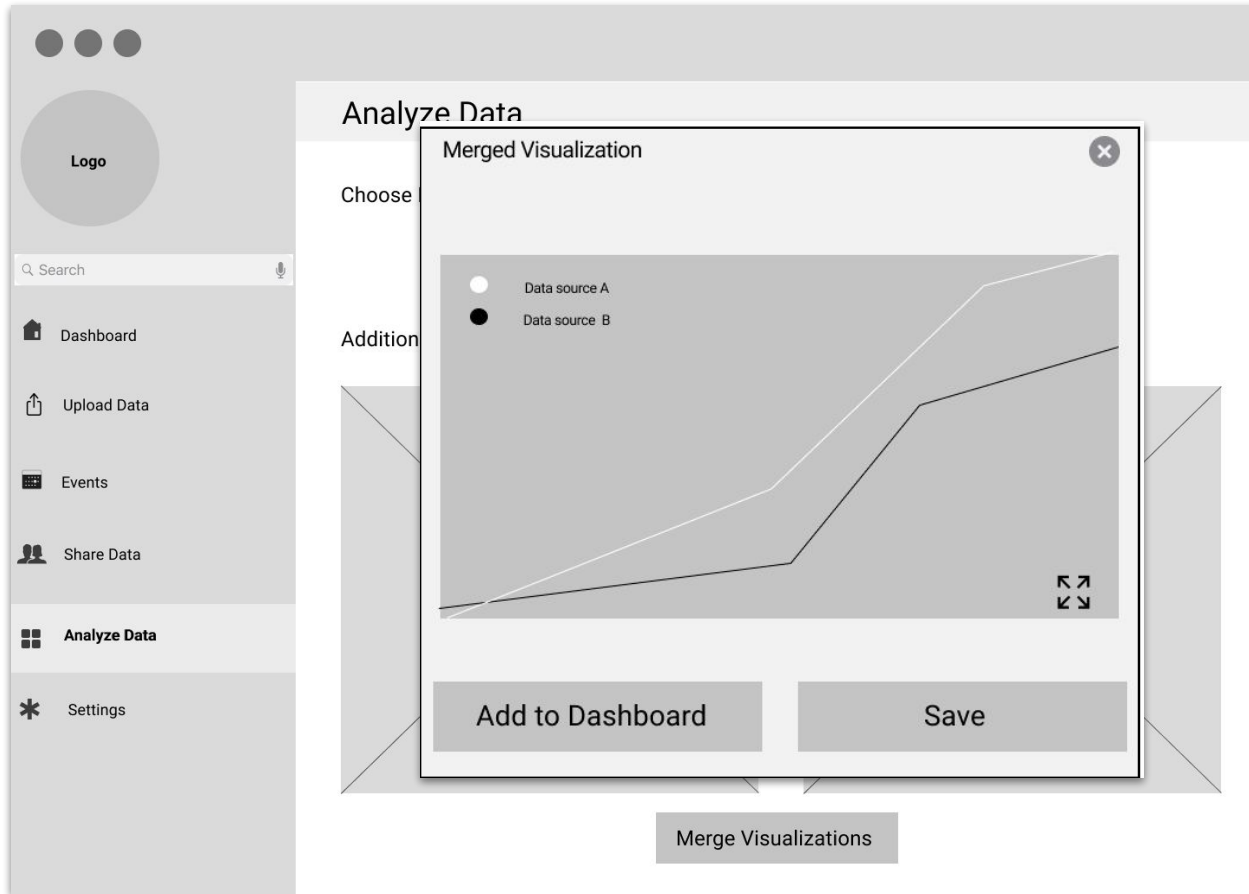 Logo
Search
Dashboard
Upload Data
Events
Share Data
Analyze Data
Settings
Analyze Data
Choose
Addition
Merged Visualization
Data source A
Data source B
Add to Dashboard
Save
Merge Visualizations